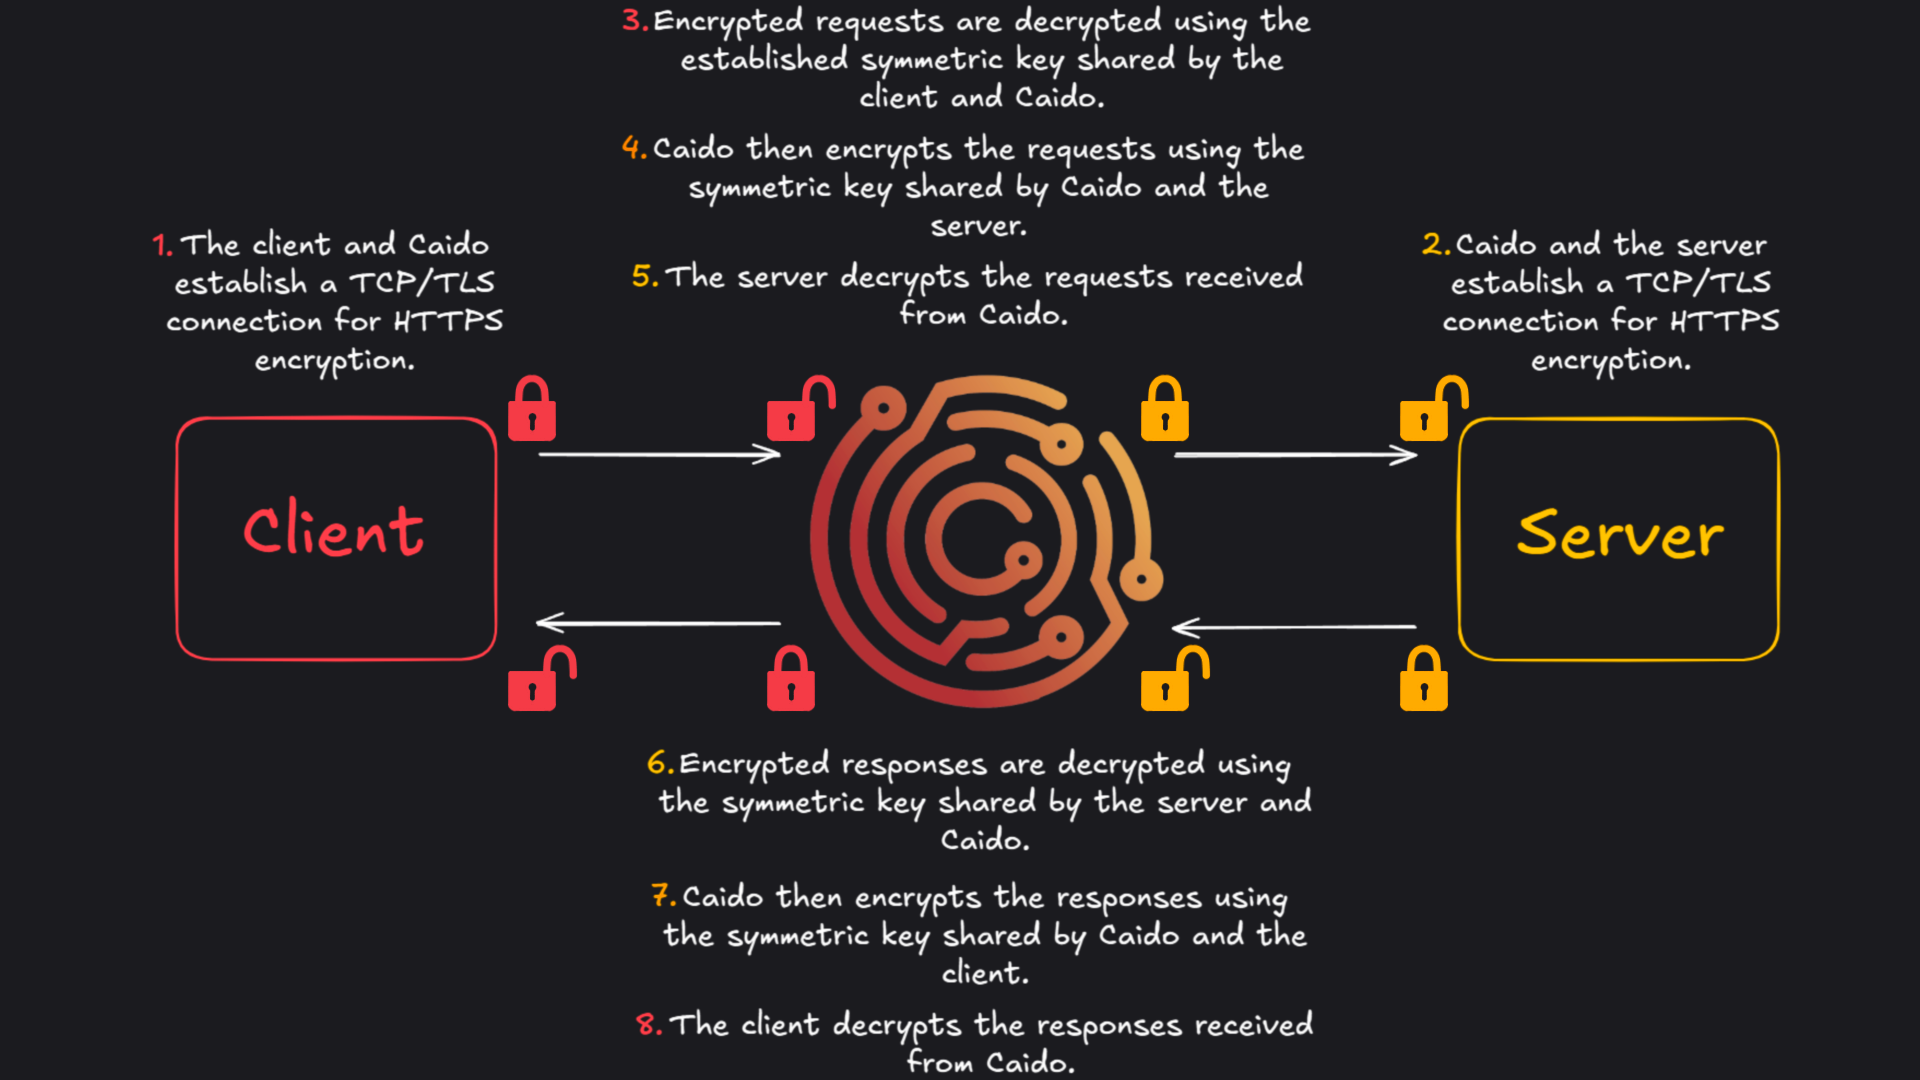 3. Encrypted requests are decrypted using the
established symmetric key shared by the
client and Caido.
4. Caido then encrypts the requests using the
symmetric key shared by Caido and the
server.
5. The server decrypts the requests received
from Caido.
1. The client and Caido
establish a TCP/TLS
connection for HTTPS
encryption.
2. Caido and the server
establish a TCP/TLS
connection for HTTPS
encryption.
Client
Server
6. Encrypted responses are decrypted using
the symmetric key shared by the server and
Caido.
7. Caido then encrypts the responses using
the symmetric key shared by Caido and the
client.
8. The client decrypts the responses received
from Caido.